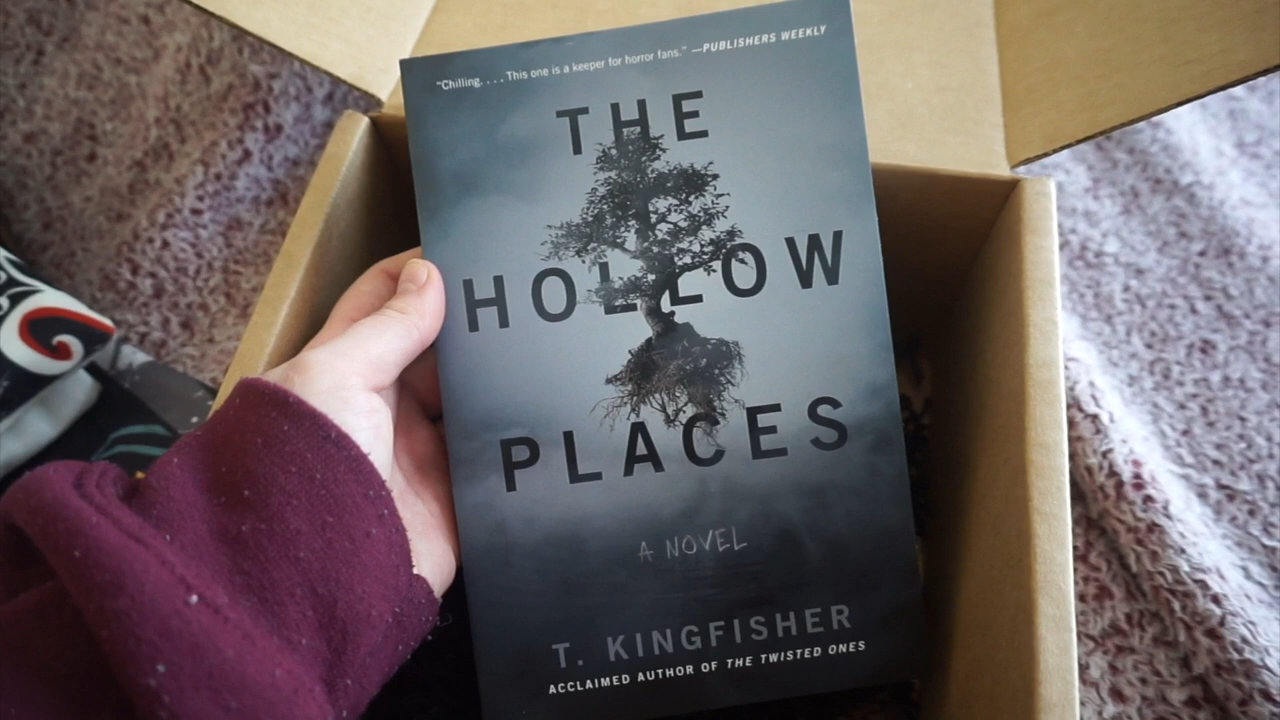 "Chilling. . . . This one is a keeper for horror fans." —PUBLISHERS WEEKLY
THE
HOLLOW
PLACES
A NOVEL
T. KINGFISHER
ACCLAIMED AUTHOR OF THE TWISTED ONES